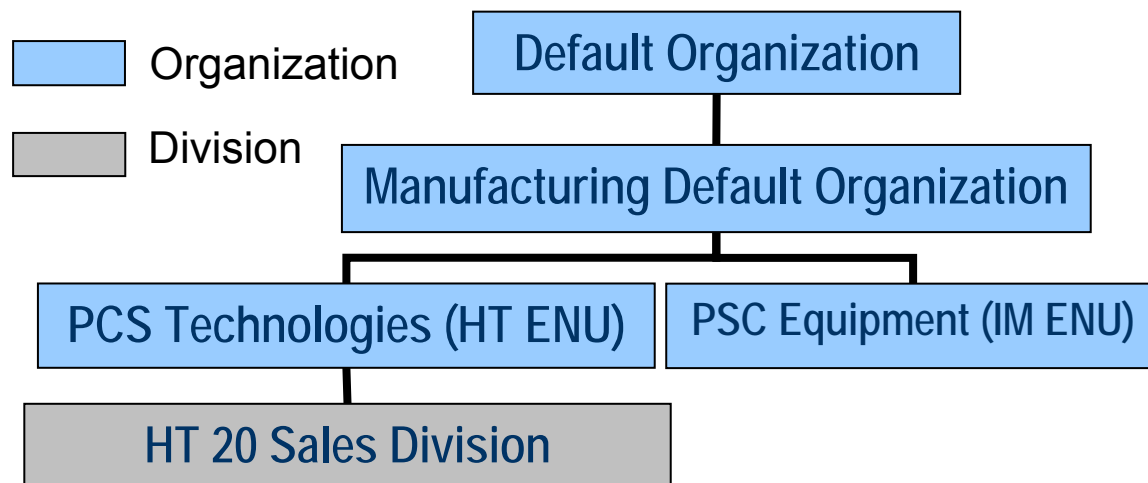 Organization
Default Organization
Division
Manufacturing Default Organization
PCS Technologies (HT ENU)
PSC Equipment (IM ENU)
HT 20 Sales Division